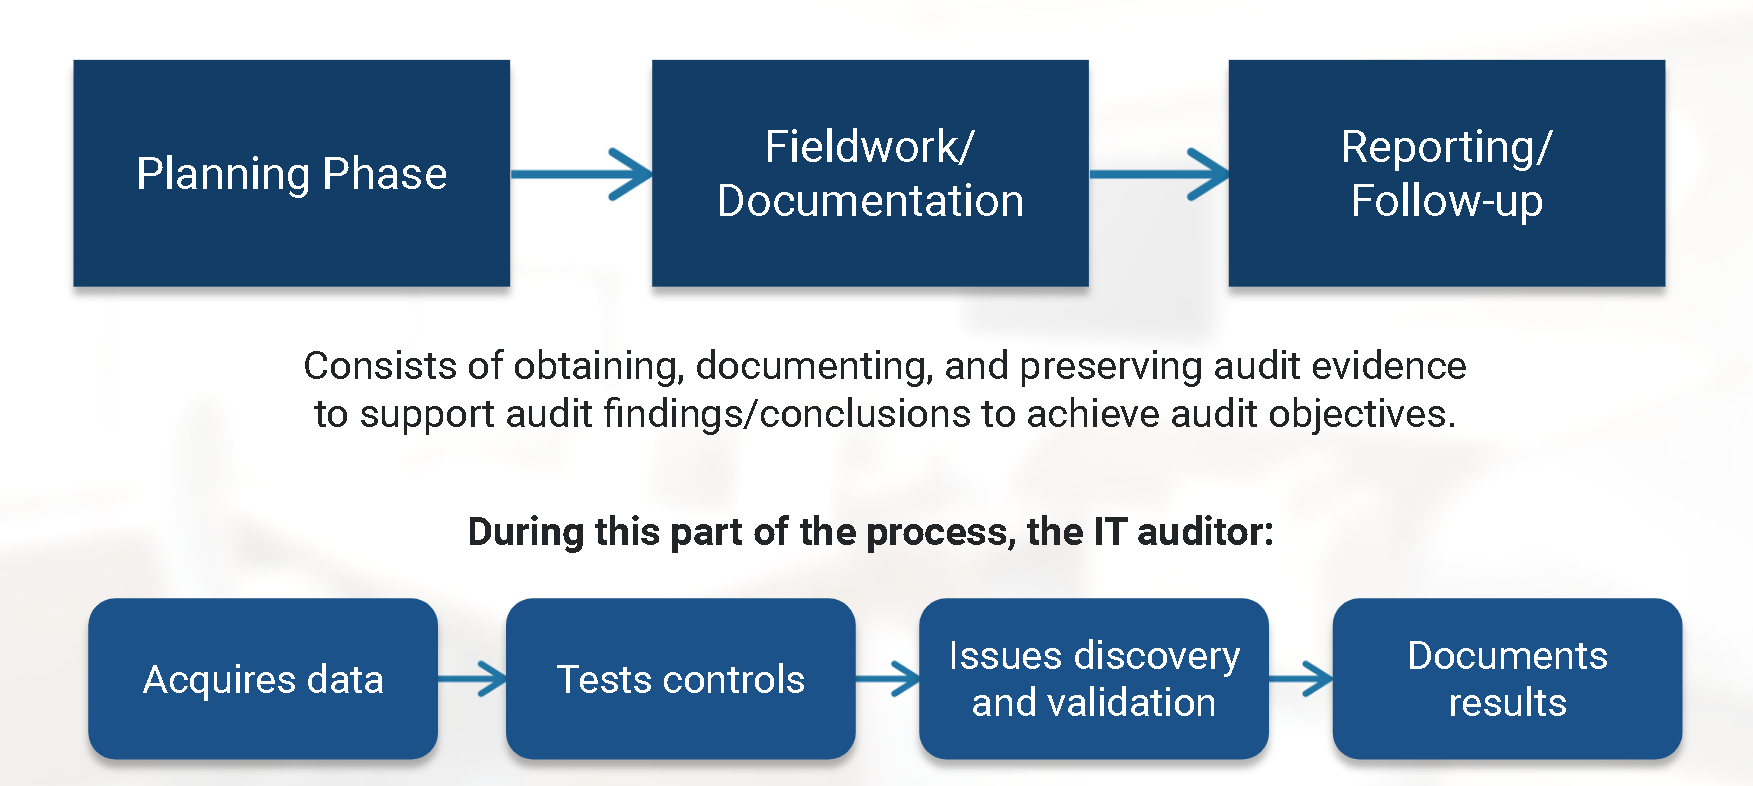 Planning Phase
Fieldwork/
Documentation
Reporting/
Follow-up
Consists of obtaining, documenting, and preserving audit evidence
to support audit findings/conclusions to achieve audit objectives.
During this part of the process, the IT auditor:
Acquires data
Tests controls
Issues discovery
and validation
Documents
results